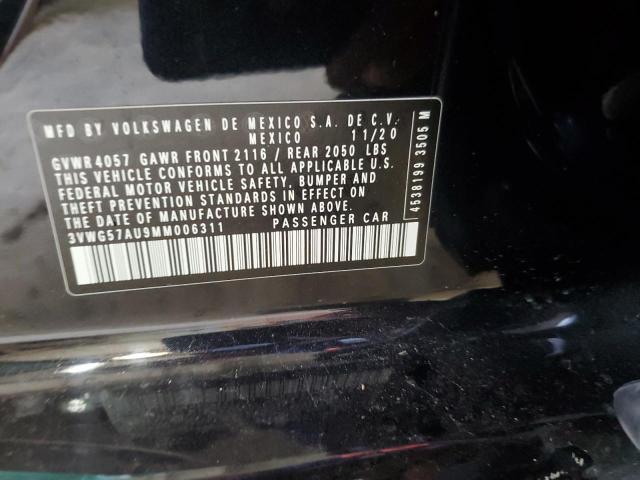 MFD BY VOLKSWAGEN DE MEXICO S.A. DE C.V.
MEXICO 11/20
GVWR 4057 GAWR FRONT 2116 / REAR 2050 LBS
THIS VEHICLE CONFORMS TO ALL APPLICABLE U.S.
FEDERAL MOTOR VEHICLE SAFETY, BUMPER AND
THEFT PREVENTION STANDARDS IN EFFECT ON
THE DATE OF MANUFACTURE SHOWN ABOVE.
3VWG57AU9MM006311 PASSENGER CAR
4538199 3505 M